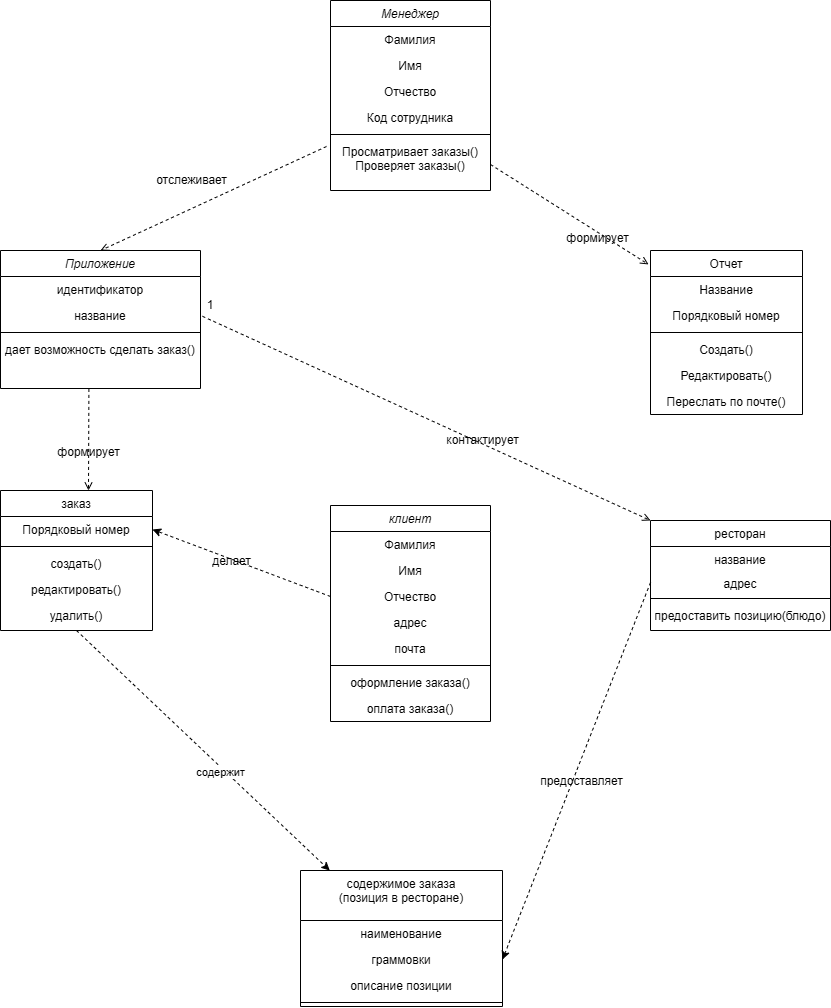 Менеджер
Фамилия
Имя
Отчество
Код сотрудника
Просматривает заказы()
Проверяет заказы()
отслеживает
формирует
Приложение
идентификатор
название
дает возможность сделать заказ()
1
Отчет
Название
Порядковый номер
Создать()
Редактировать()
Переслать по почте()
контактирует
формирует
заказ
Порядковый номер
создать()
редактировать()
удалить()
делает
клиент
Фамилия
Имя
Отчество
адрес
почта
оформление заказа()
оплата заказа()
ресторан
название
адрес
предоставить позицию(блюдо)
содержит
предоставляет
содержимое заказа
(позиция в ресторане)
наименование
граммовки
описание позиции